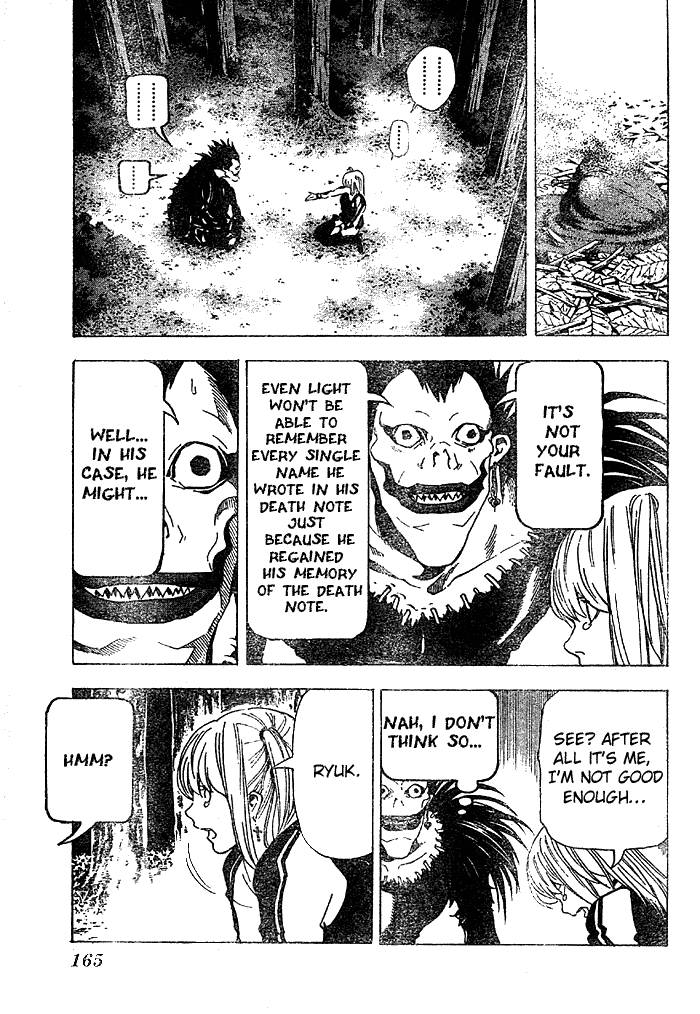 IT'S
NOT
YOUR
FAULT.
EVEN LIGHT
WON'T BE
ABLE TO
REMEMBER
EVERY SINGLE
NAME HE
WROTE IN HIS
DEATH NOTE
JUST
BECAUSE HE
REGAINED
HIS MEMORY
OF THE DEATH
NOTE.
WELL...
IN HIS
CASE, HE
MIGHT...
SEE? AFTER
ALL IT'S ME,
I'M NOT GOOD
ENOUGH...
NAH, I DON'T
THINK SO...
RYUK.
HMM?
165